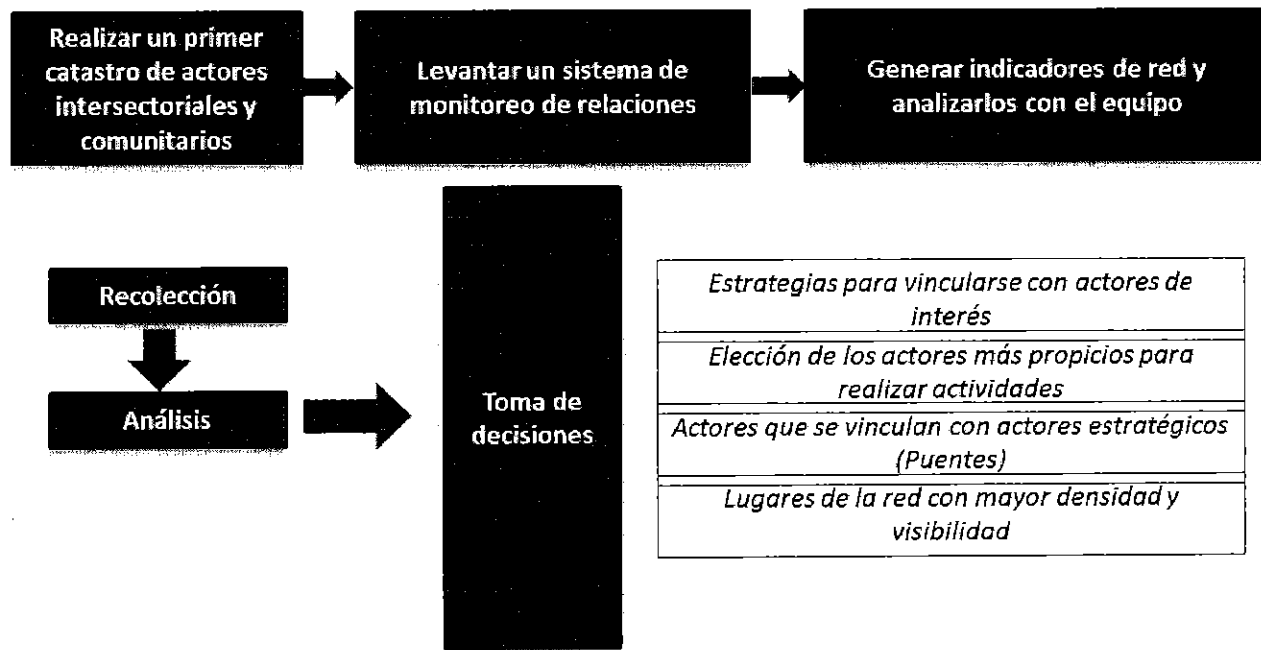 Realizar un primer
catastro de actores
intersectoriales y
comunitarios
Levantar un sistema de
monitoreo de relaciones
Generar indicadores de red y
analizarlos con el equipo
Recolección
Análisis
Toma de
decisiones
Estrategias para vincularse con actores de
interés
Elección de los actores más propicios para
realizar actividades
Actores que se vinculan con actores estratégicos
(Puentes)
Lugares de la red con mayor densidad y
visibilidad